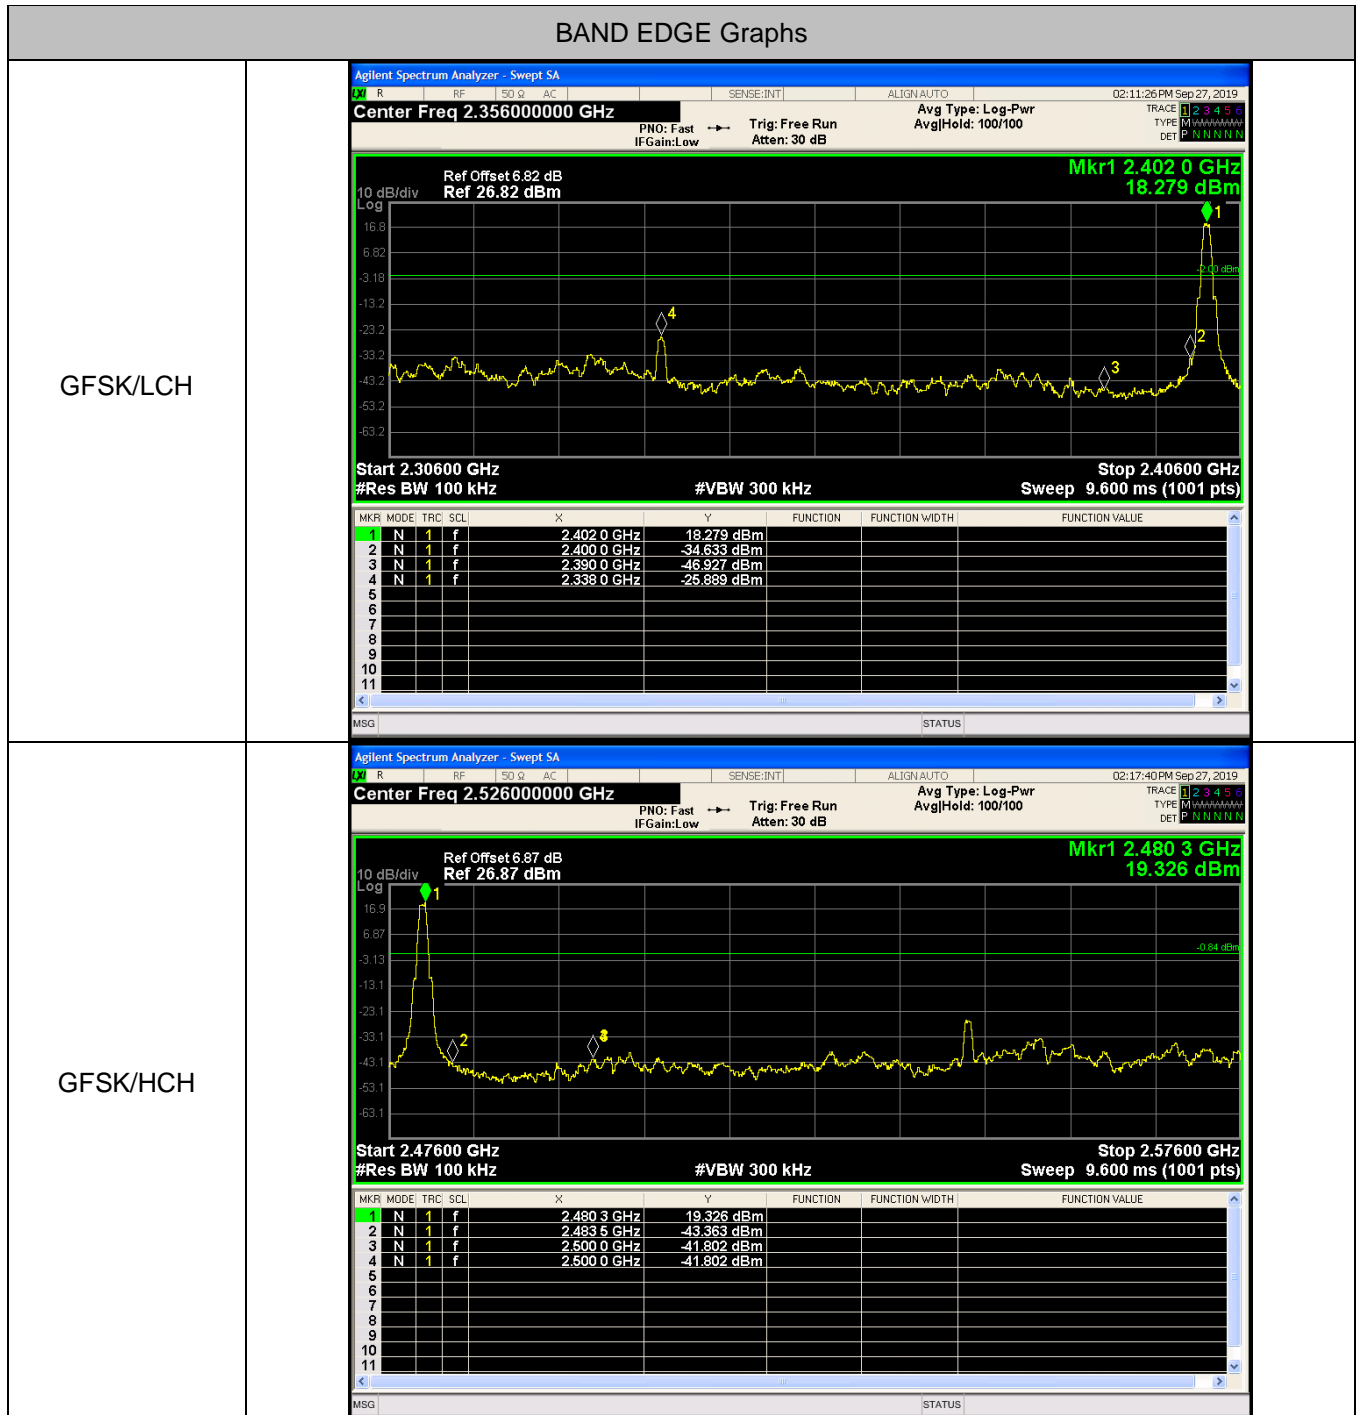 BAND EDGE Graphs
GFSK/LCH
Agilent Spectrum Analyzer - Swept SA
LXI R RF 50 Ω AC SENSE:INT ALIGN AUTO 02:11:26 PM Sep 27, 2019
Center Freq 2.356000000 GHz Avg Type: Log-Pwr TRACE 1 2 3 4 5 6
PNO: Fast Trig: Free Run Avg|Hold: 100/100 TYPE M WWWWW
IFGain:Low Atten: 30 dB DET P N N N N N
Mkr1 2.402 0 GHz
Ref Offset 6.82 dB
10 dB/div Ref 26.82 dBm 18.279 dBm
Log
1
16.8
6.82
-2.00 dBm
-3.18
-13.2
4
-23.2
2
-33.2
3
-43.2
-53.2
-63.2
Start 2.30600 GHz Stop 2.40600 GHz
#Res BW 100 kHz #VBW 300 kHz Sweep 9.600 ms (1001 pts)
MKR MODE TRC SCL X Y FUNCTION FUNCTION WIDTH FUNCTION VALUE
1 N 1 f 2.402 0 GHz 18.279 dBm
2 N 1 f 2.400 0 GHz -34.633 dBm
3 N 1 f 2.390 0 GHz -46.927 dBm
4 N 1 f 2.338 0 GHz -25.889 dBm
5
6
7
8
9
10
11
MSG STATUS
GFSK/HCH
Agilent Spectrum Analyzer - Swept SA
LXI R RF 50 Ω AC SENSE:INT ALIGN AUTO 02:17:40 PM Sep 27, 2019
Center Freq 2.526000000 GHz Avg Type: Log-Pwr TRACE 1 2 3 4 5 6
PNO: Fast Trig: Free Run Avg|Hold: 100/100 TYPE M WWWWW
IFGain:Low Atten: 30 dB DET P N N N N N
Mkr1 2.480 3 GHz
Ref Offset 6.87 dB
10 dB/div Ref 26.87 dBm 19.326 dBm
Log
1
16.9
6.87
-0.84 dBm
-3.13
-13.1
-23.1
-33.1
2
-43.1
-53.1
-63.1
Start 2.47600 GHz Stop 2.57600 GHz
#Res BW 100 kHz #VBW 300 kHz Sweep 9.600 ms (1001 pts)
MKR MODE TRC SCL X Y FUNCTION FUNCTION WIDTH FUNCTION VALUE
1 N 1 f 2.480 3 GHz 19.326 dBm
2 N 1 f 2.483 5 GHz -43.363 dBm
3 N 1 f 2.500 0 GHz -41.802 dBm
4 N 1 f 2.500 0 GHz -41.802 dBm
5
6
7
8
9
10
11
MSG STATUS